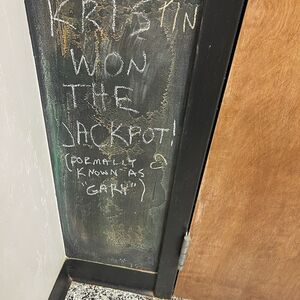 KRISTIN
WON
THE
JACKPOT!
(FORMALLY
KNOWN AS
"GARY")